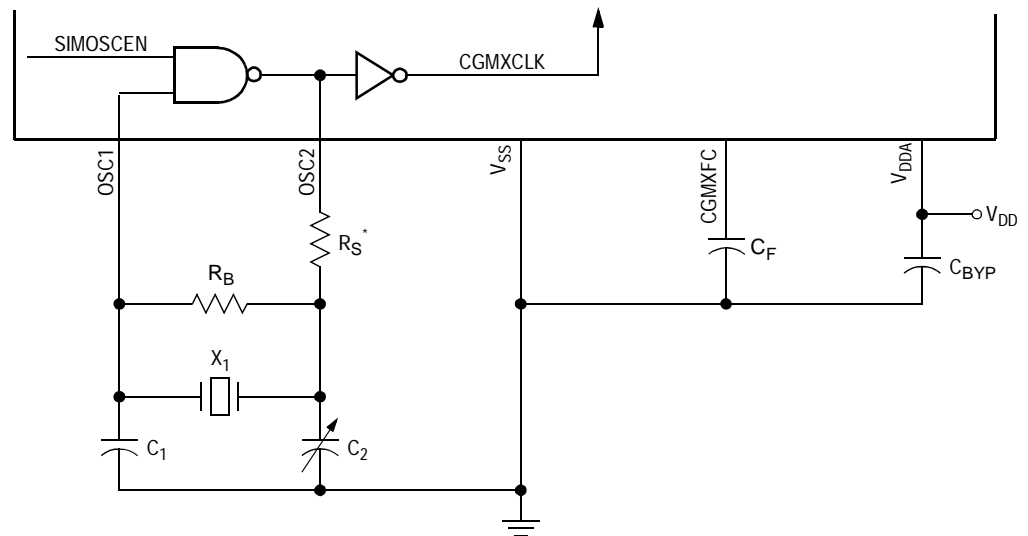 SIMOSCEN
CGMXCLK
OSC1
OSC2
VSS
CGMXFC
VDDA
VDD
RS*
CF
CBYP
RB
X1
C1
C2